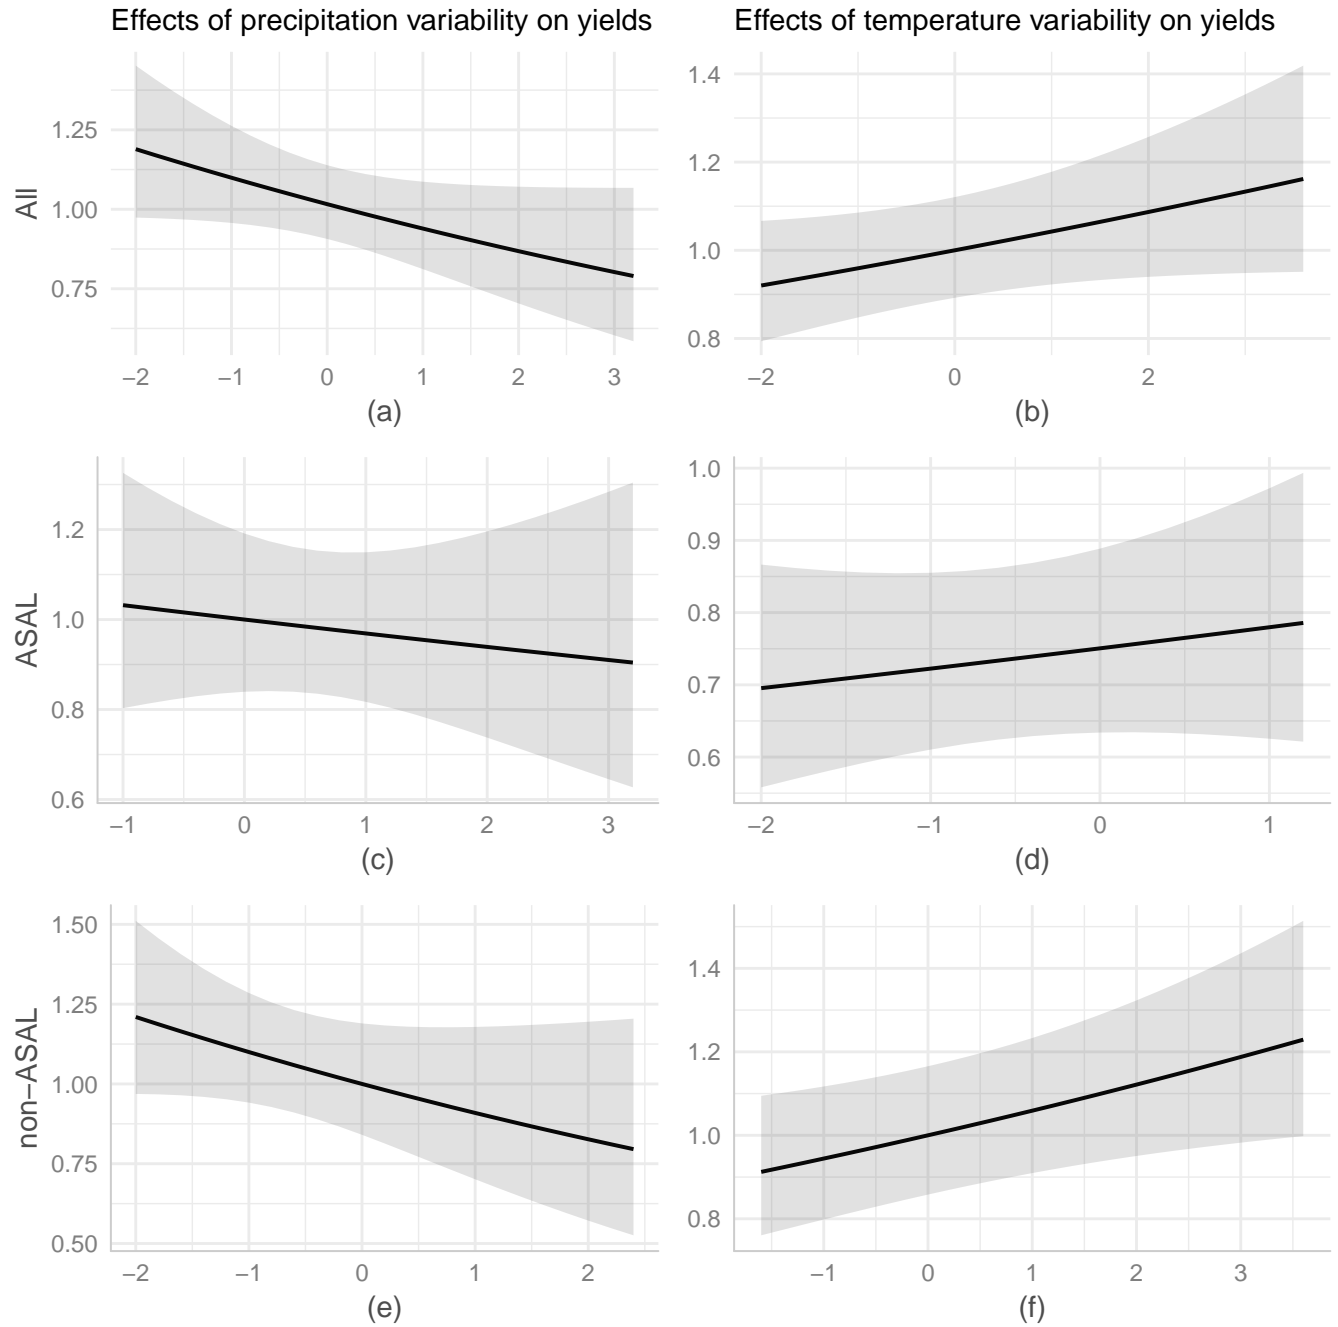 Effects of precipitation variability on yields
Effects of temperature variability on yields
All
1.25
1.00
0.75
−2 −1 0 1 2 3
(a)
1.4
1.2
1.0
0.8
−2 0 2
(b)
ASAL
1.2
1.0
0.8
0.6
−1 0 1 2 3
(c)
1.0
0.9
0.8
0.7
0.6
−2 −1 0 1
(d)
non−ASAL
1.50
1.25
1.00
0.75
0.50
−2 −1 0 1 2
(e)
1.4
1.2
1.0
0.8
−1 0 1 2 3
(f)